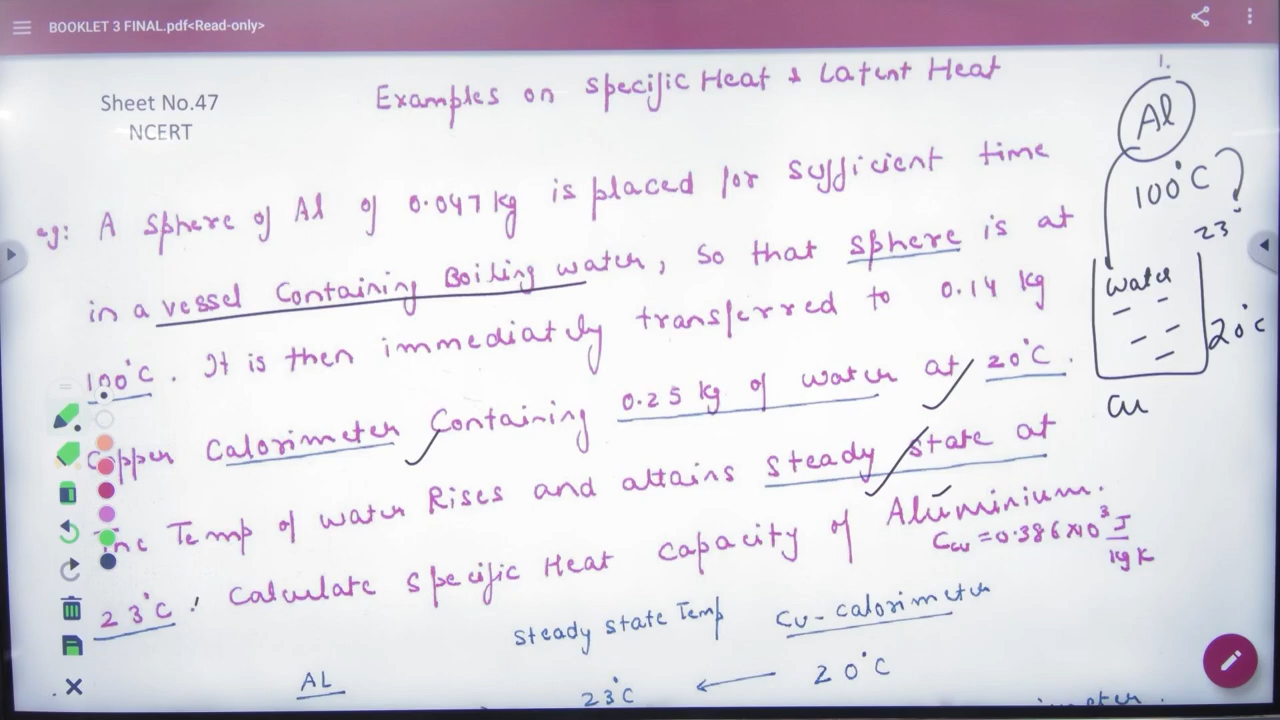 BOOKLET 3 FINAL.pdf<Read-only>
Sheet No.47
NCERT
Examples on specific Heat & Latent Heat
eg: A sphere of Al of 0.047 kg is placed for sufficient time
in a vessel containing Boiling water, so that sphere is at
100°C. It is then immediately transferred to 0.14 kg
Copper Calorimeter Containing 0.25 kg of water at 20°C.
Temp of water Rises and attains steady state at
23°C. Calculate specific Heat capacity of Aluminium.
Ccu = 0.386×10³ J/kg K
Al
100°C
23°
water
20°C
Cu
steady state Temp
Cu-calorimeter
AL
23°C ← 20°C